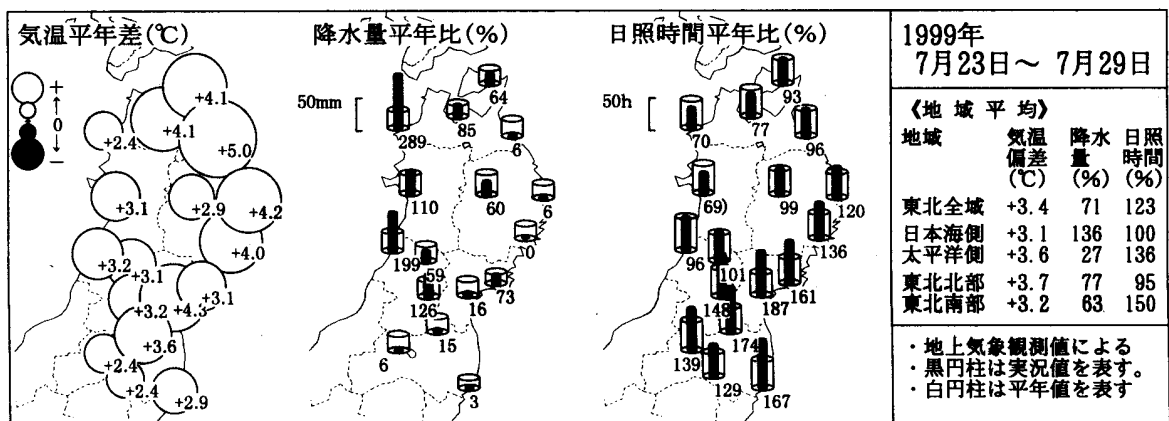 気温平年差(℃)
+
↑
0
↓
−
+4.1
+4.1
+2.4
+5.0
+3.1
+2.9
+4.2
+4.0
+3.2
+3.1
+3.1
+3.2
+4.3
+3.6
+2.4
+2.4
+2.9
降水量平年比(%)
50mm
64
85
289
6
110
60
6
0
199
59
73
126
16
15
6
3
日照時間平年比(%)
50h
93
77
70
96
69)
99
120
136
96
101
161
148
187
174
139
129
167
1999年
7月23日～ 7月29日
《地 域 平 均》
地域 気温 降水 日照
偏差 量 時間
(℃) (%) (%)
東北全域 +3.4 71 123
日本海側 +3.1 136 100
太平洋側 +3.6 27 136
東北北部 +3.7 77 95
東北南部 +3.2 63 150
・地上気象観測値による
・黒円柱は実況値を表す。
・白円柱は平年値を表す